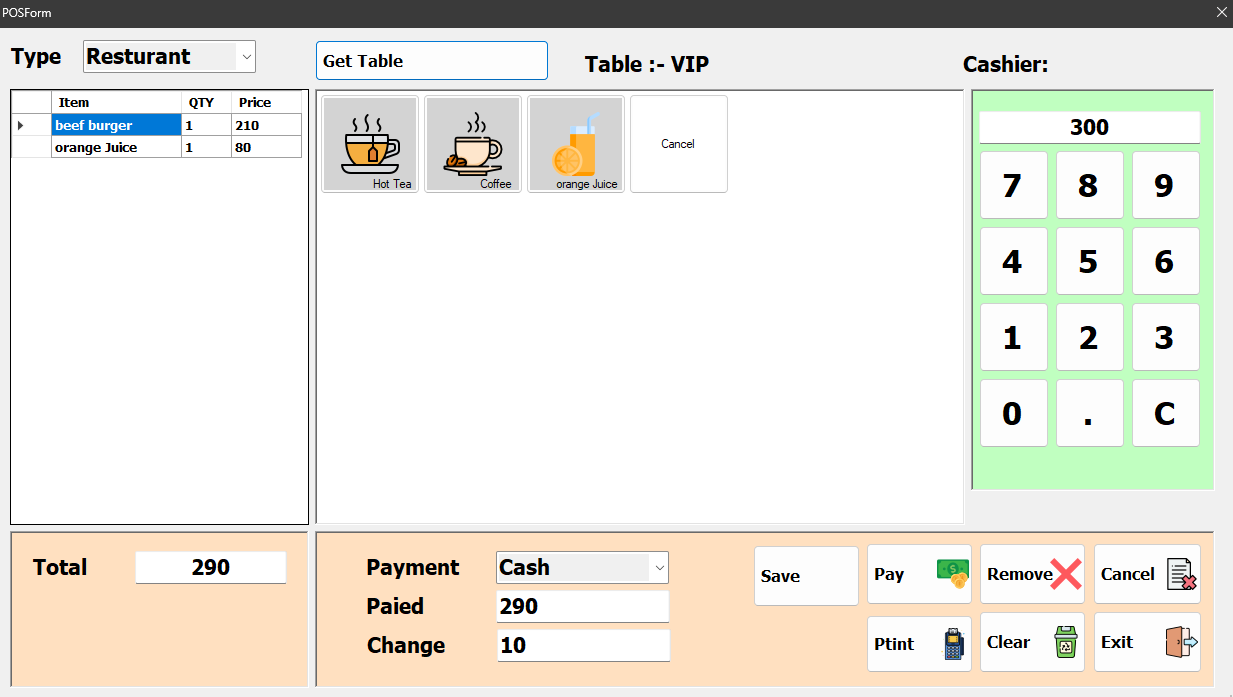 POSForm
Type Resturant
Get Table
Table :- VIP
Cashier:
Item QTY Price
beef burger 1 210
orange Juice 1 80
Hot Tea
Coffee
orange Juice
Cancel
300
7 8 9
4 5 6
1 2 3
0 . C
Total 290
Payment Cash
Paied 290
Change 10
Save
Pay
Remove
Cancel
Ptint
Clear
Exit